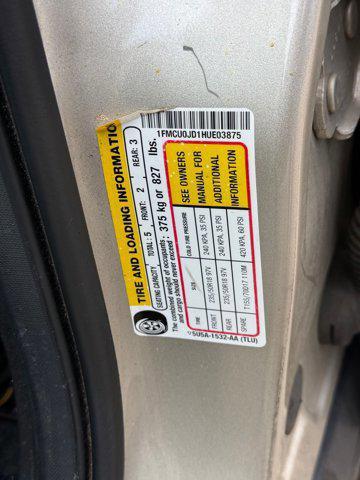 1FMCU0JD1HUE03875
TIRE AND LOADING INFORMATION
SEATING CAPACITY TOTAL: 5 FRONT: 2 REAR: 3
The combined weight of occupants
and cargo should never exceed : 375 kg or 827 lbs.
TIRE SIZE COLD TIRE PRESSURE
FRONT 235/50R18 97V 240 KPA, 35 PSI
REAR 235/50R18 97V 240 KPA, 35 PSI
SPARE T155/70D17 110M 420 KPA, 60 PSI
SEE OWNERS
MANUAL FOR
ADDITIONAL
INFORMATION
5U5A-1532-AA (TLU)